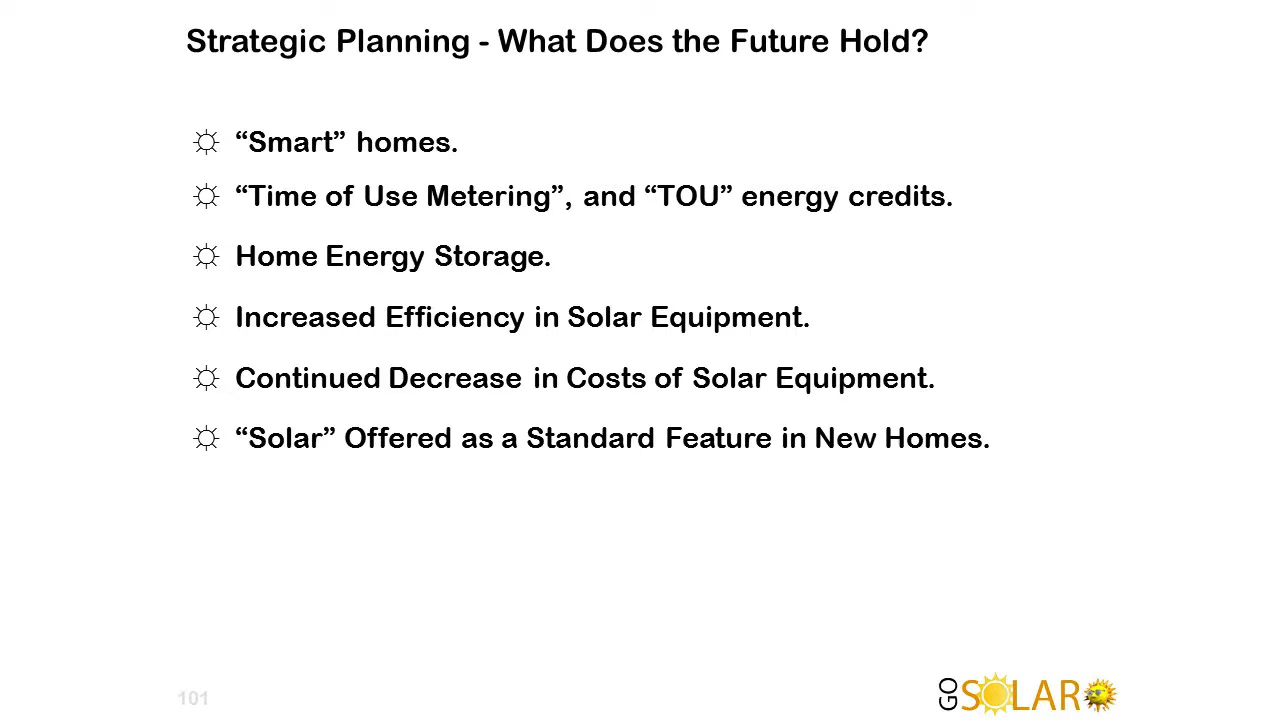 Strategic Planning - What Does the Future Hold?
☼ “Smart” homes.
☼ “Time of Use Metering”, and “TOU” energy credits.
☼ Home Energy Storage.
☼ Increased Efficiency in Solar Equipment.
☼ Continued Decrease in Costs of Solar Equipment.
☼ “Solar” Offered as a Standard Feature in New Homes.
101
GO SOLAR